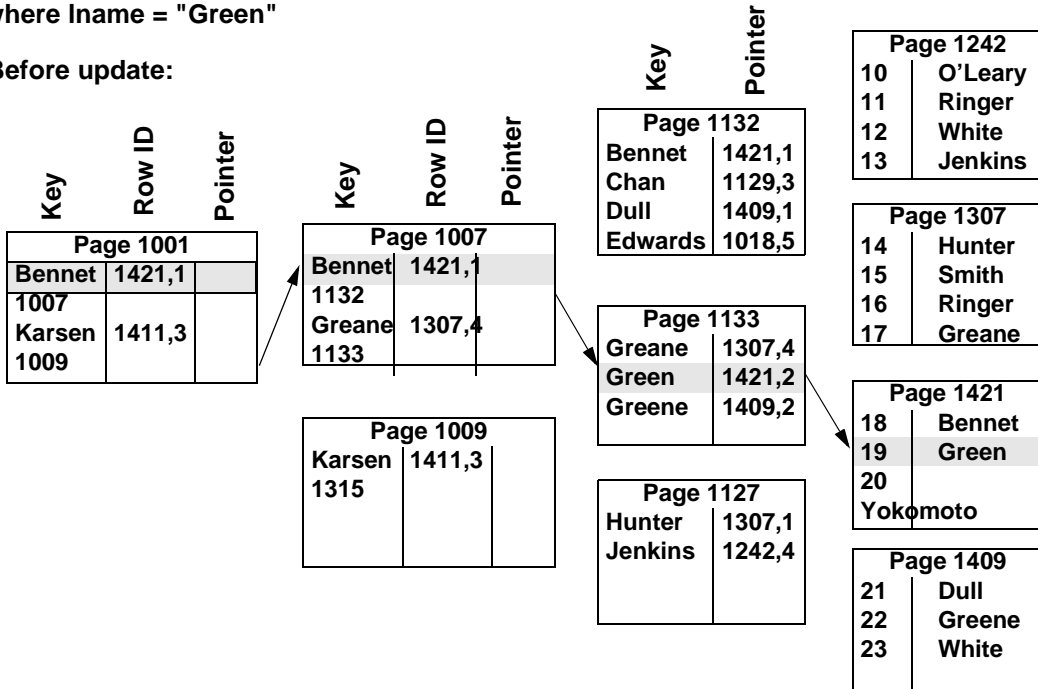 where lname = "Green"
Before update:
Key
Row ID
Pointer
Page 1001
Bennet 1421,1
1007
Karsen 1411,3
1009
Key
Row ID
Pointer
Page 1007
Bennet 1421,1
1132
Greane 1307,4
1133
Page 1009
Karsen 1411,3
1315
Key
Pointer
Page 1132
Bennet 1421,1
Chan 1129,3
Dull 1409,1
Edwards 1018,5
Page 1133
Greane 1307,4
Green 1421,2
Greene 1409,2
Page 1127
Hunter 1307,1
Jenkins 1242,4
Page 1242
10 O’Leary
11 Ringer
12 White
13 Jenkins
Page 1307
14 Hunter
15 Smith
16 Ringer
17 Greane
Page 1421
18 Bennet
19 Green
20
Yokomoto
Page 1409
21 Dull
22 Greene
23 White